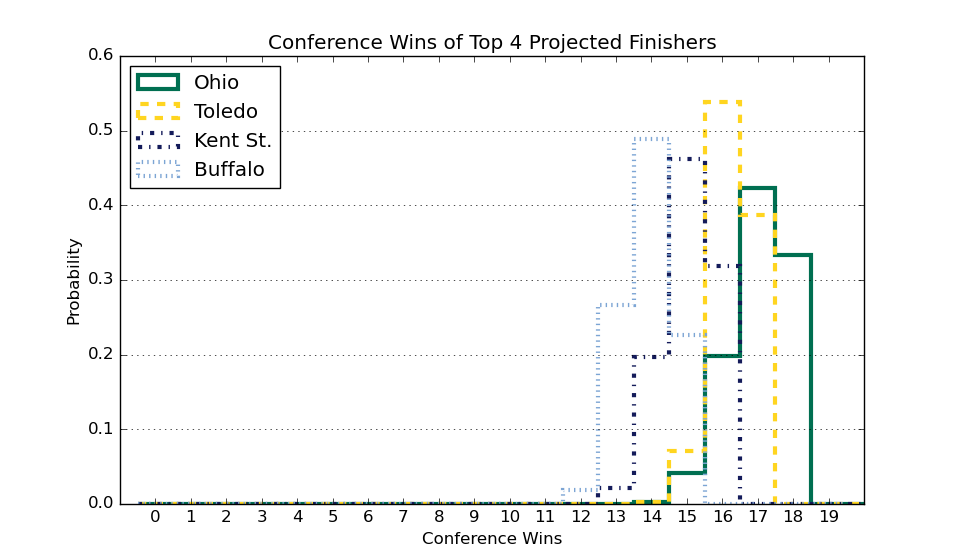 Conference Wins of Top 4 Projected Finishers
0.6
0.5
0.4
0.3
0.2
0.1
0.0
Probability
Ohio
Toledo
Kent St.
Buffalo
0 1 2 3 4 5 6 7 8 9 10 11 12 13 14 15 16 17 18 19
Conference Wins